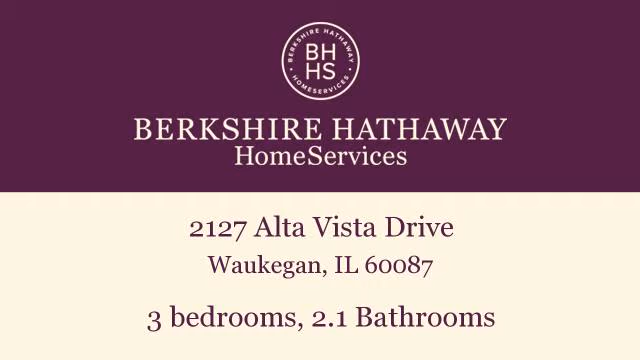 BERKSHIRE HATHAWAY
BH
HS
HOMESERVICES
BERKSHIRE HATHAWAY
HomeServices
2127 Alta Vista Drive
Waukegan, IL 60087
3 bedrooms, 2.1 Bathrooms